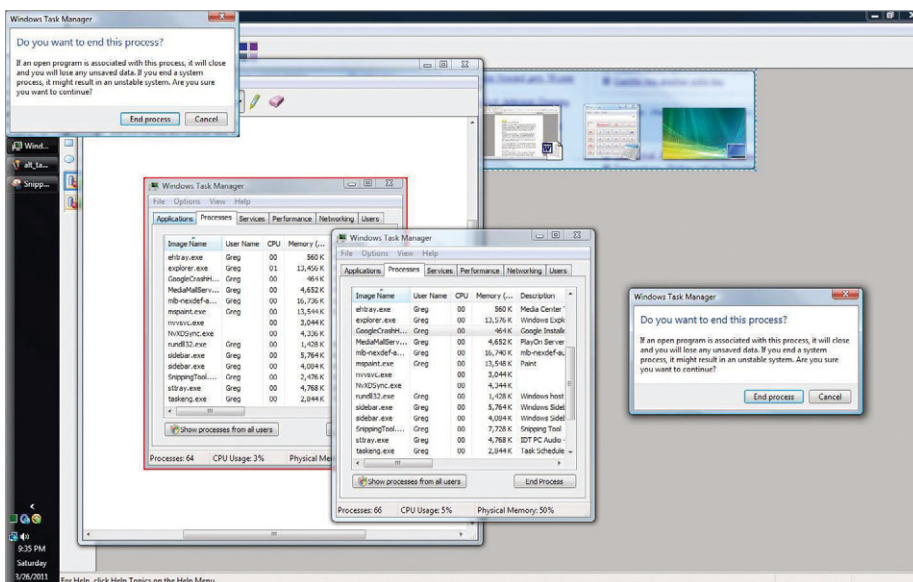 Windows Task Manager
Do you want to end this process?
If an open program is associated with this process, it will close
and you will lose any unsaved data. If you end a system
process, it might result in an unstable system. Are you sure
you want to continue?
End process
Cancel
Wind...
alt_ta...
Snipp...
Windows Task Manager
File Options View Help
Applications Processes Services Performance Networking Users
Image Name User Name CPU Memory (...
ehtray.exe Greg 00 560 K
explorer.exe Greg 01 13,456 K
GoogleCrashH... Greg 00 464 K
MediaMallServ... Greg 00 4,652 K
mlb-nexdef-a... Greg 00 16,736 K
mspaint.exe Greg 00 13,544 K
nvvsvc.exe 00 3,044 K
NvXDSync.exe 00 4,336 K
rundll32.exe Greg 00 1,428 K
sidebar.exe Greg 00 5,764 K
sidebar.exe Greg 00 4,084 K
SnippingTool.... Greg 00 2,476 K
sttray.exe Greg 00 4,768 K
taskeng.exe Greg 00 2,044 K
Show processes from all users
Processes: 64 CPU Usage: 3% Physical Mem
Windows Task Manager
File Options View Help
Applications Processes Services Performance Networking Users
Image Name User Name CPU Memory (... Description
ehtray.exe Greg 00 560 K Media Center
explorer.exe Greg 00 13,576 K Windows Expl
GoogleCrashH... Greg 00 464 K Google Installe
MediaMallServ... Greg 00 4,652 K PlayOn Server
mlb-nexdef-a... Greg 00 16,740 K mlb-nexdef-au
mspaint.exe Greg 00 13,548 K Paint
nvvsvc.exe 00 3,044 K
NvXDSync.exe 00 4,344 K
rundll32.exe Greg 00 1,428 K Windows host
sidebar.exe Greg 00 5,764 K Windows Sidel
sidebar.exe Greg 00 4,084 K Windows Sidel
SnippingTool.... Greg 00 7,728 K Snipping Tool
sttray.exe Greg 00 4,768 K IDT PC Audio
taskeng.exe Greg 00 2,044 K Task Schedule
Show processes from all users
End Process
Processes: 66 CPU Usage: 5% Physical Memory: 50%
Windows Task Manager
Do you want to end this process?
If an open program is associated with this process, it will close
and you will lose any unsaved data. If you end a system
process, it might result in an unstable system. Are you sure
you want to continue?
End process
Cancel
9:35 PM
Saturday
3/26/2011
For Help, click Help Topics on the Help Menu.